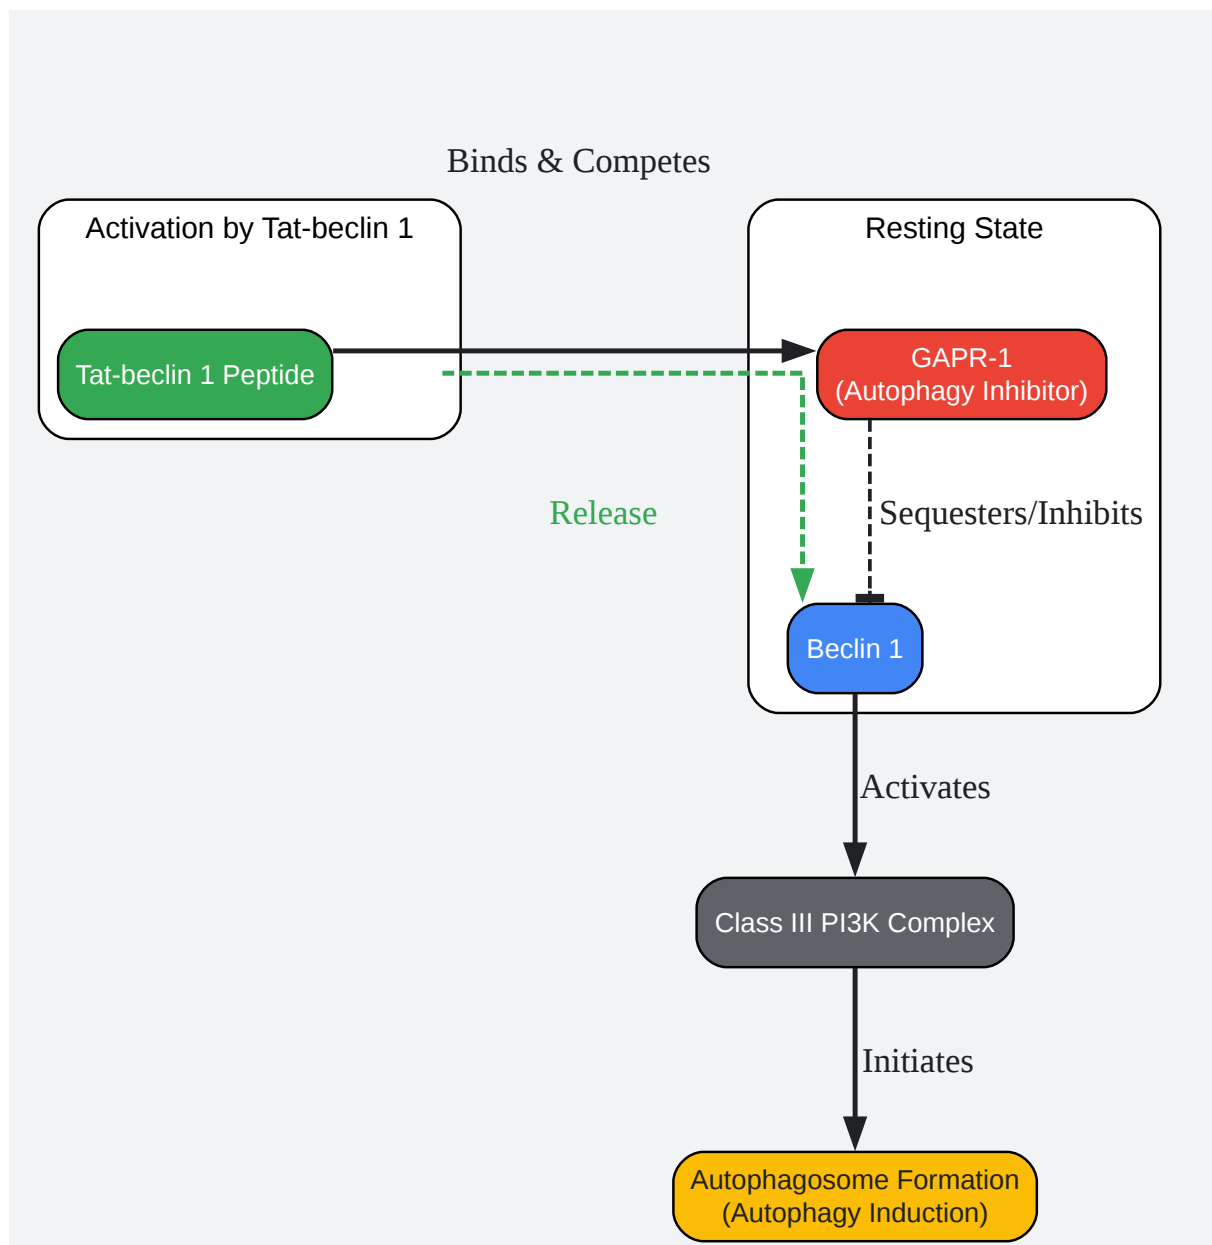 Binds & Competes
Activation by Tat-beclin 1
Resting State
Tat-beclin 1 Peptide
GAPR-1
(Autophagy Inhibitor)
Release
Sequesters/Inhibits
Beclin 1
Activates
Class III PI3K Complex
Initiates
Autophagosome Formation
(Autophagy Induction)